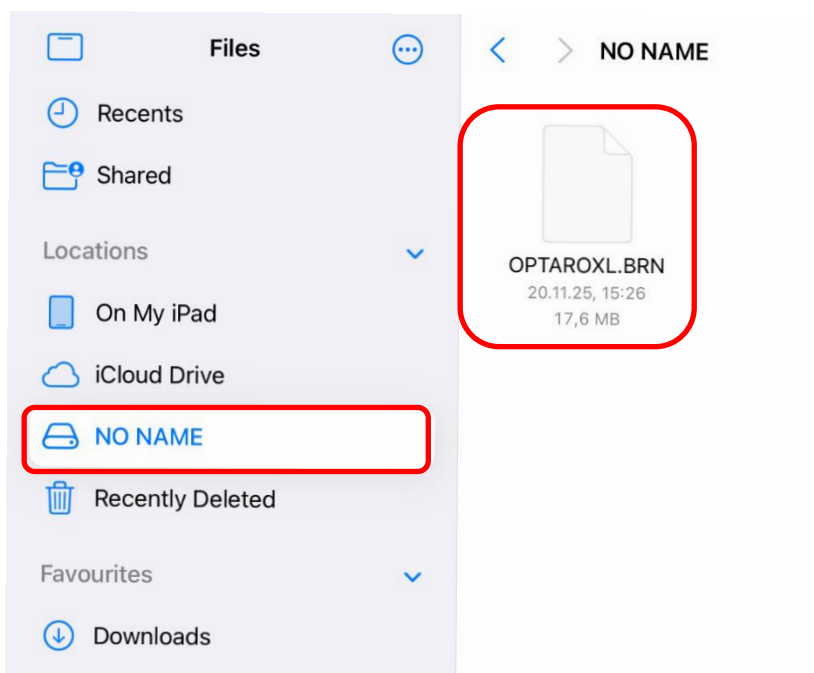 Files
Recents
Shared
Locations
On My iPad
iCloud Drive
NO NAME
Recently Deleted
Favourites
Downloads
NO NAME
OPTAROXL.BRN
20.11.25, 15:26
17,6 MB